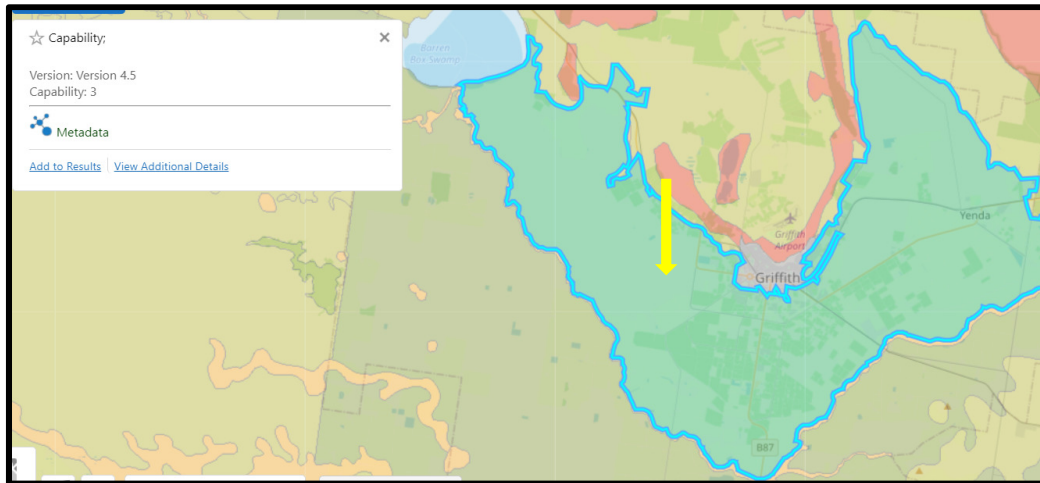 Capability;
Version: Version 4.5
Capability: 3
Metadata
Add to Results View Additional Details
Barren
Box Swamp
Griffith
Airport
Yenda
Griffith
B87